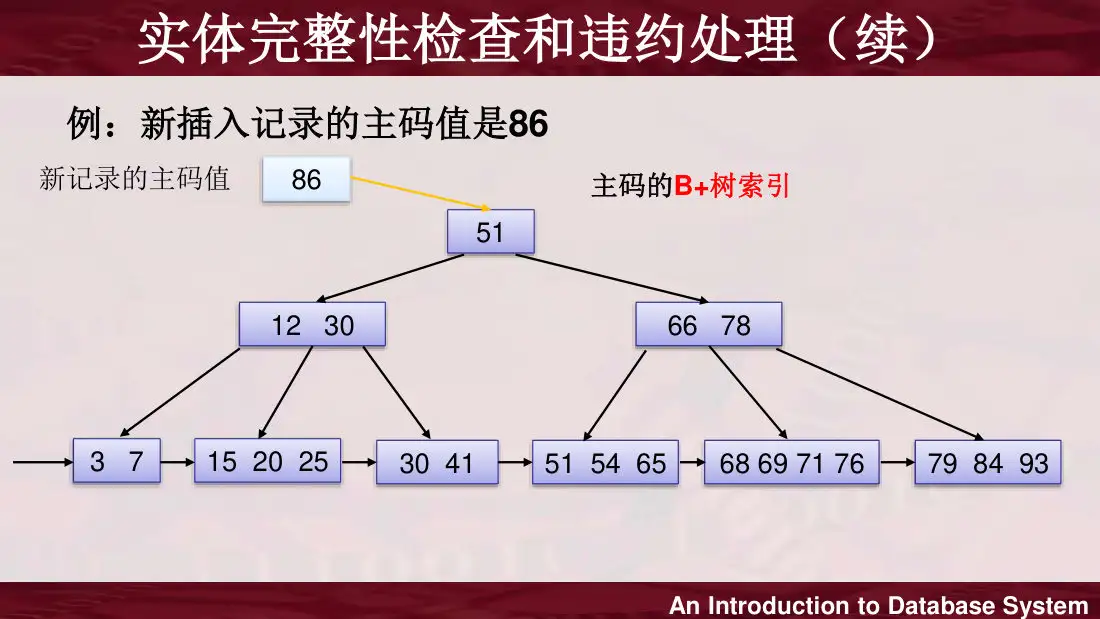 实体完整性检查和违约处理（续）
例：新插入记录的主码值是86
新记录的主码值
86
主码的B+树索引
51
12 30
66 78
3 7
15 20 25
30 41
51 54 65
68 69 71 76
79 84 93
An Introduction to Database System